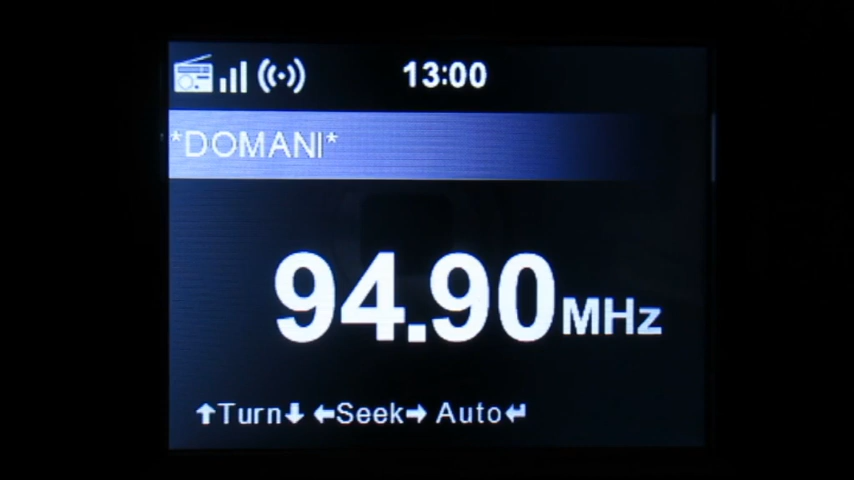 13:00
*DOMANI*
94.90MHz
↑Turn↓ ←Seek→ Auto↵